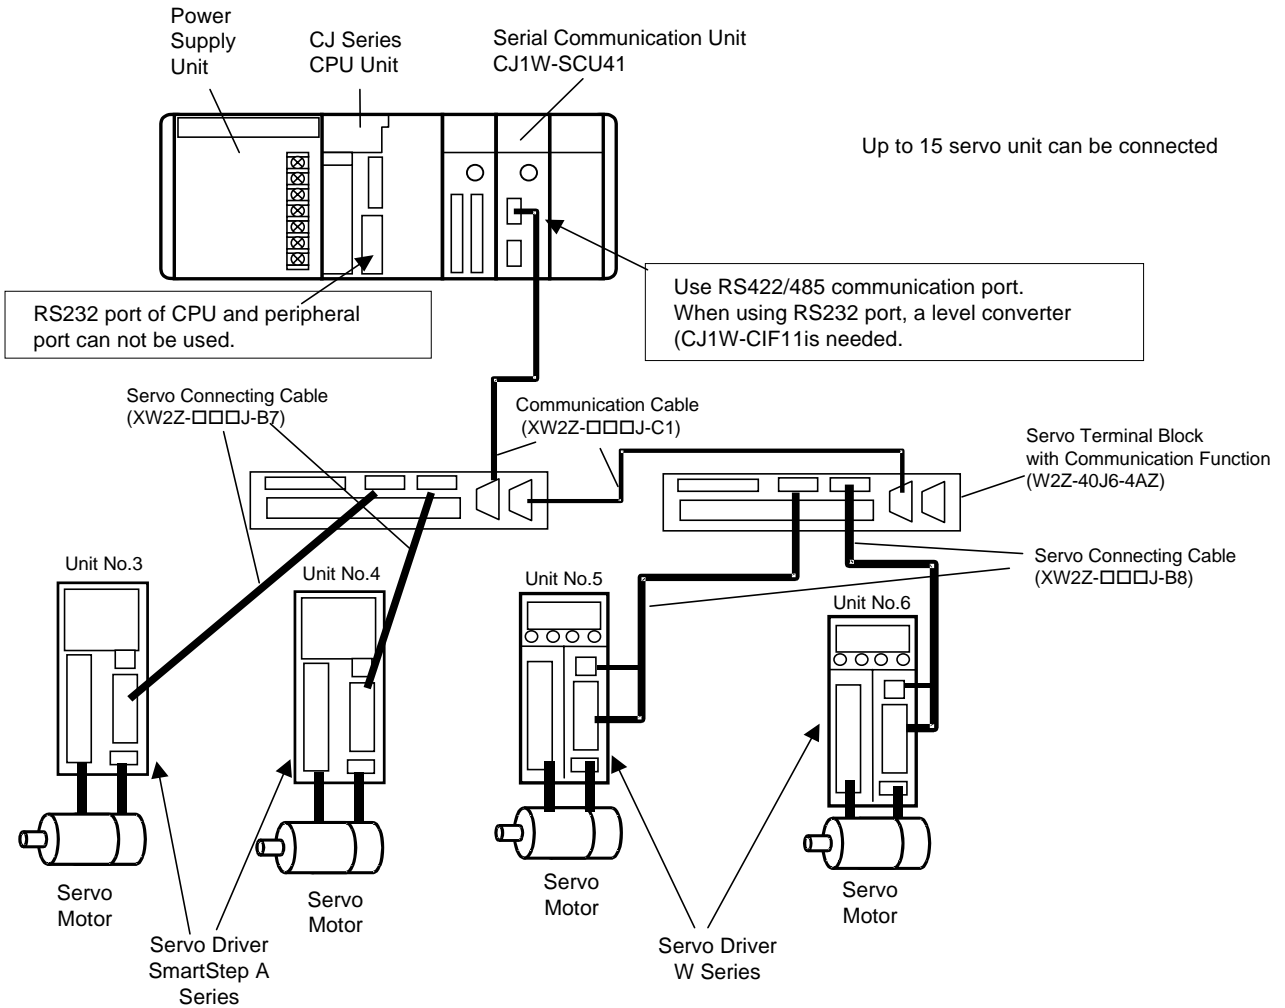 Power
Supply
Unit
CJ Series
CPU Unit
Serial Communication Unit
CJ1W-SCU41
Up to 15 servo unit can be connected
RS232 port of CPU and peripheral
port can not be used.
Use RS422/485 communication port.
When using RS232 port, a level converter
(CJ1W-CIF11is needed.
Servo Connecting Cable
(XW2Z-□□□J-B7)
Communication Cable
(XW2Z-□□□J-C1)
Servo Terminal Block
with Communication Function
(W2Z-40J6-4AZ)
Servo Connecting Cable
(XW2Z-□□□J-B8)
Unit No.3
Unit No.4
Unit No.5
Unit No.6
Servo
Motor
Servo
Motor
Servo
Motor
Servo
Motor
Servo Driver
SmartStep A
Series
Servo Driver
W Series